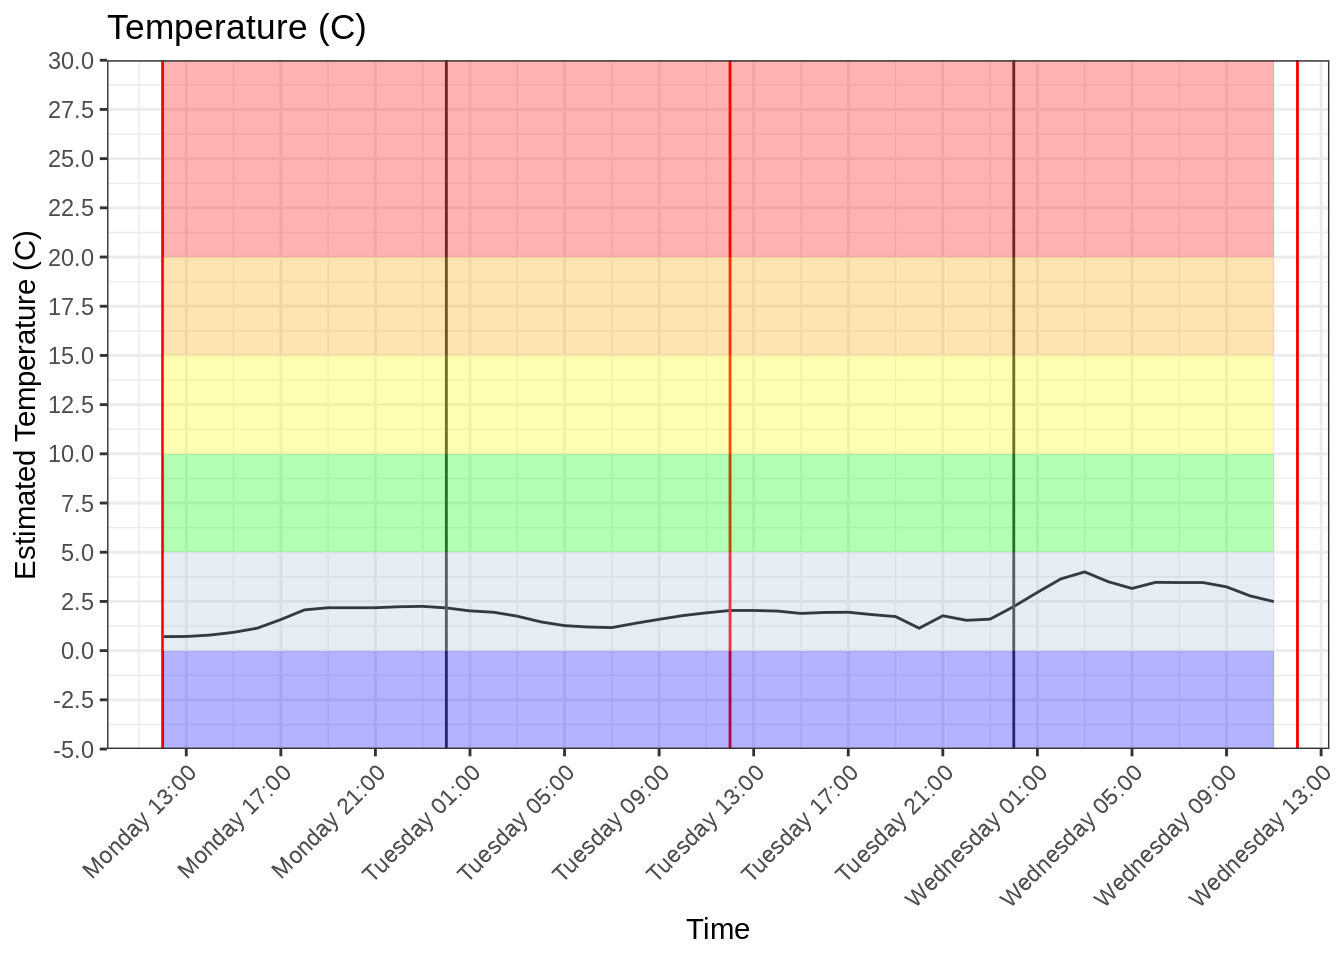 Temperature (C)
Estimated Temperature (C)
30.0
27.5
25.0
22.5
20.0
17.5
15.0
12.5
10.0
7.5
5.0
2.5
0.0
-2.5
-5.0
Monday 13:00
Monday 17:00
Monday 21:00
Tuesday 01:00
Tuesday 05:00
Tuesday 09:00
Tuesday 13:00
Tuesday 17:00
Tuesday 21:00
Wednesday 01:00
Wednesday 05:00
Wednesday 09:00
Wednesday 13:00
Time